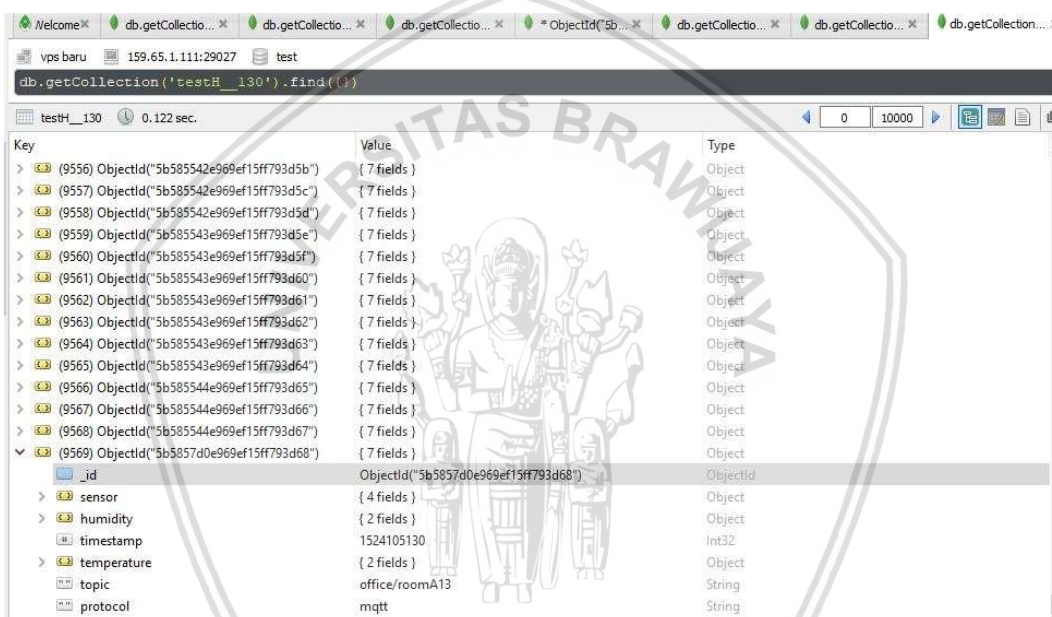 Welcome db.getCollectio... db.getCollectio... db.getCollectio... * ObjectId("5b... db.getCollectio... db.getCollectio... db.getCollection...
vps baru 159.65.1.111:29027 test
db.getCollection('testH__130').find({})
testH__130 0.122 sec. 0 10000
Key Value Type
(9556) ObjectId("5b585542e969ef15ff793d5b") { 7 fields } Object
(9557) ObjectId("5b585542e969ef15ff793d5c") { 7 fields } Object
(9558) ObjectId("5b585542e969ef15ff793d5d") { 7 fields } Object
(9559) ObjectId("5b585543e969ef15ff793d5e") { 7 fields } Object
(9560) ObjectId("5b585543e969ef15ff793d5f") { 7 fields } Object
(9561) ObjectId("5b585543e969ef15ff793d60") { 7 fields } Object
(9562) ObjectId("5b585543e969ef15ff793d61") { 7 fields } Object
(9563) ObjectId("5b585543e969ef15ff793d62") { 7 fields } Object
(9564) ObjectId("5b585543e969ef15ff793d63") { 7 fields } Object
(9565) ObjectId("5b585543e969ef15ff793d64") { 7 fields } Object
(9566) ObjectId("5b585544e969ef15ff793d65") { 7 fields } Object
(9567) ObjectId("5b585544e969ef15ff793d66") { 7 fields } Object
(9568) ObjectId("5b585544e969ef15ff793d67") { 7 fields } Object
(9569) ObjectId("5b5857d0e969ef15ff793d68") { 7 fields } Object
_id ObjectId("5b5857d0e969ef15ff793d68") ObjectId
sensor { 4 fields } Object
humidity { 2 fields } Object
timestamp 1524105130 Int32
temperature { 2 fields } Object
topic office/roomA13 String
protocol mqtt String
UNIVERSITAS BRAWIJAYA